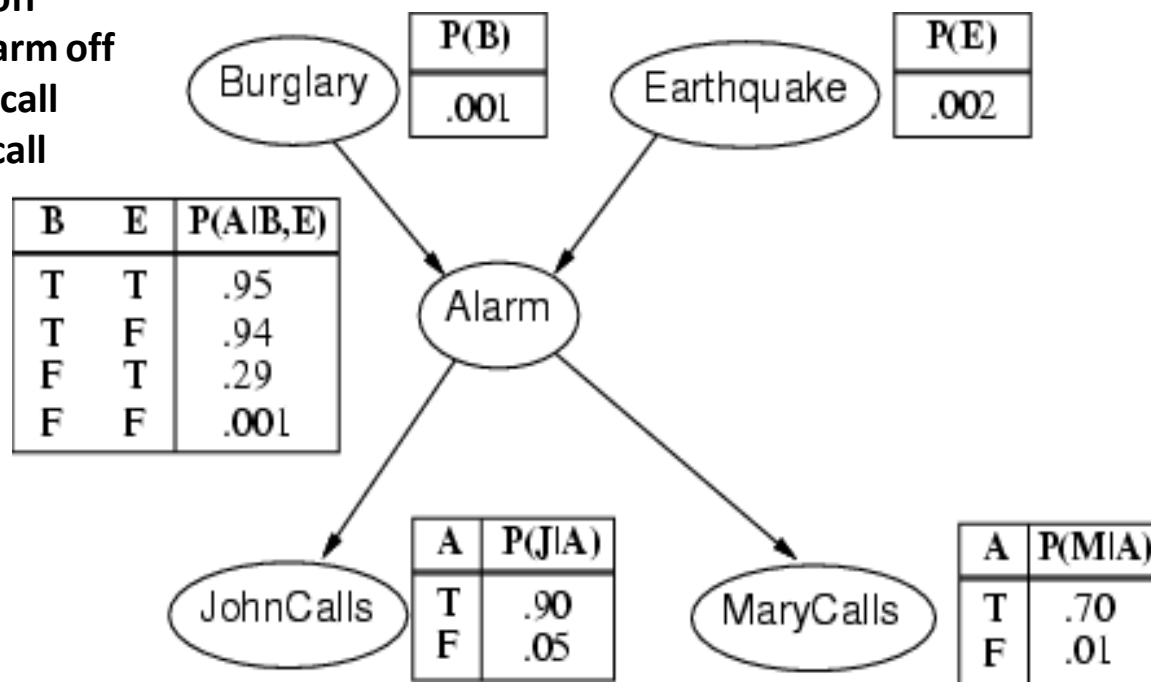 arm off
call
call
P(B)
.001
P(E)
.002
Burglary
Earthquake
B E P(A|B,E)
T T .95
T F .94
F T .29
F F .001
Alarm
JohnCalls
A P(J|A)
T .90
F .05
MaryCalls
A P(M|A)
T .70
F .01